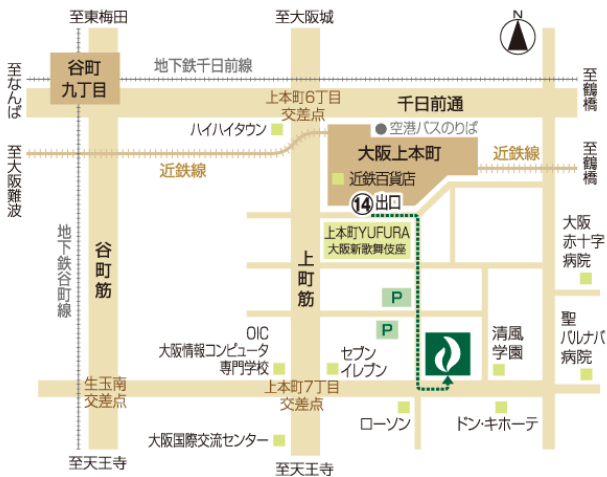 至東梅田
至大阪城
N
谷町
九丁目
地下鉄千日前線
至なんば
至鶴橋
上本町6丁目
交差点
千日前通
ハイハイタウン
空港バスのりば
大阪上本町
至大阪難波
近鉄線
近鉄百貨店
近鉄線
至鶴橋
⑭出口
上本町YUFURA
大阪新歌舞伎座
大阪
赤十字
病院
地下鉄谷町線
谷町筋
上町筋
P
P
OIC
大阪情報コンピュータ
専門学校
セブン
イレブン
清風
学園
聖
バルナバ
病院
生玉南
交差点
上本町7丁目
交差点
ローソン
ドン・キホーテ
大阪国際交流センター
至天王寺
至天王寺